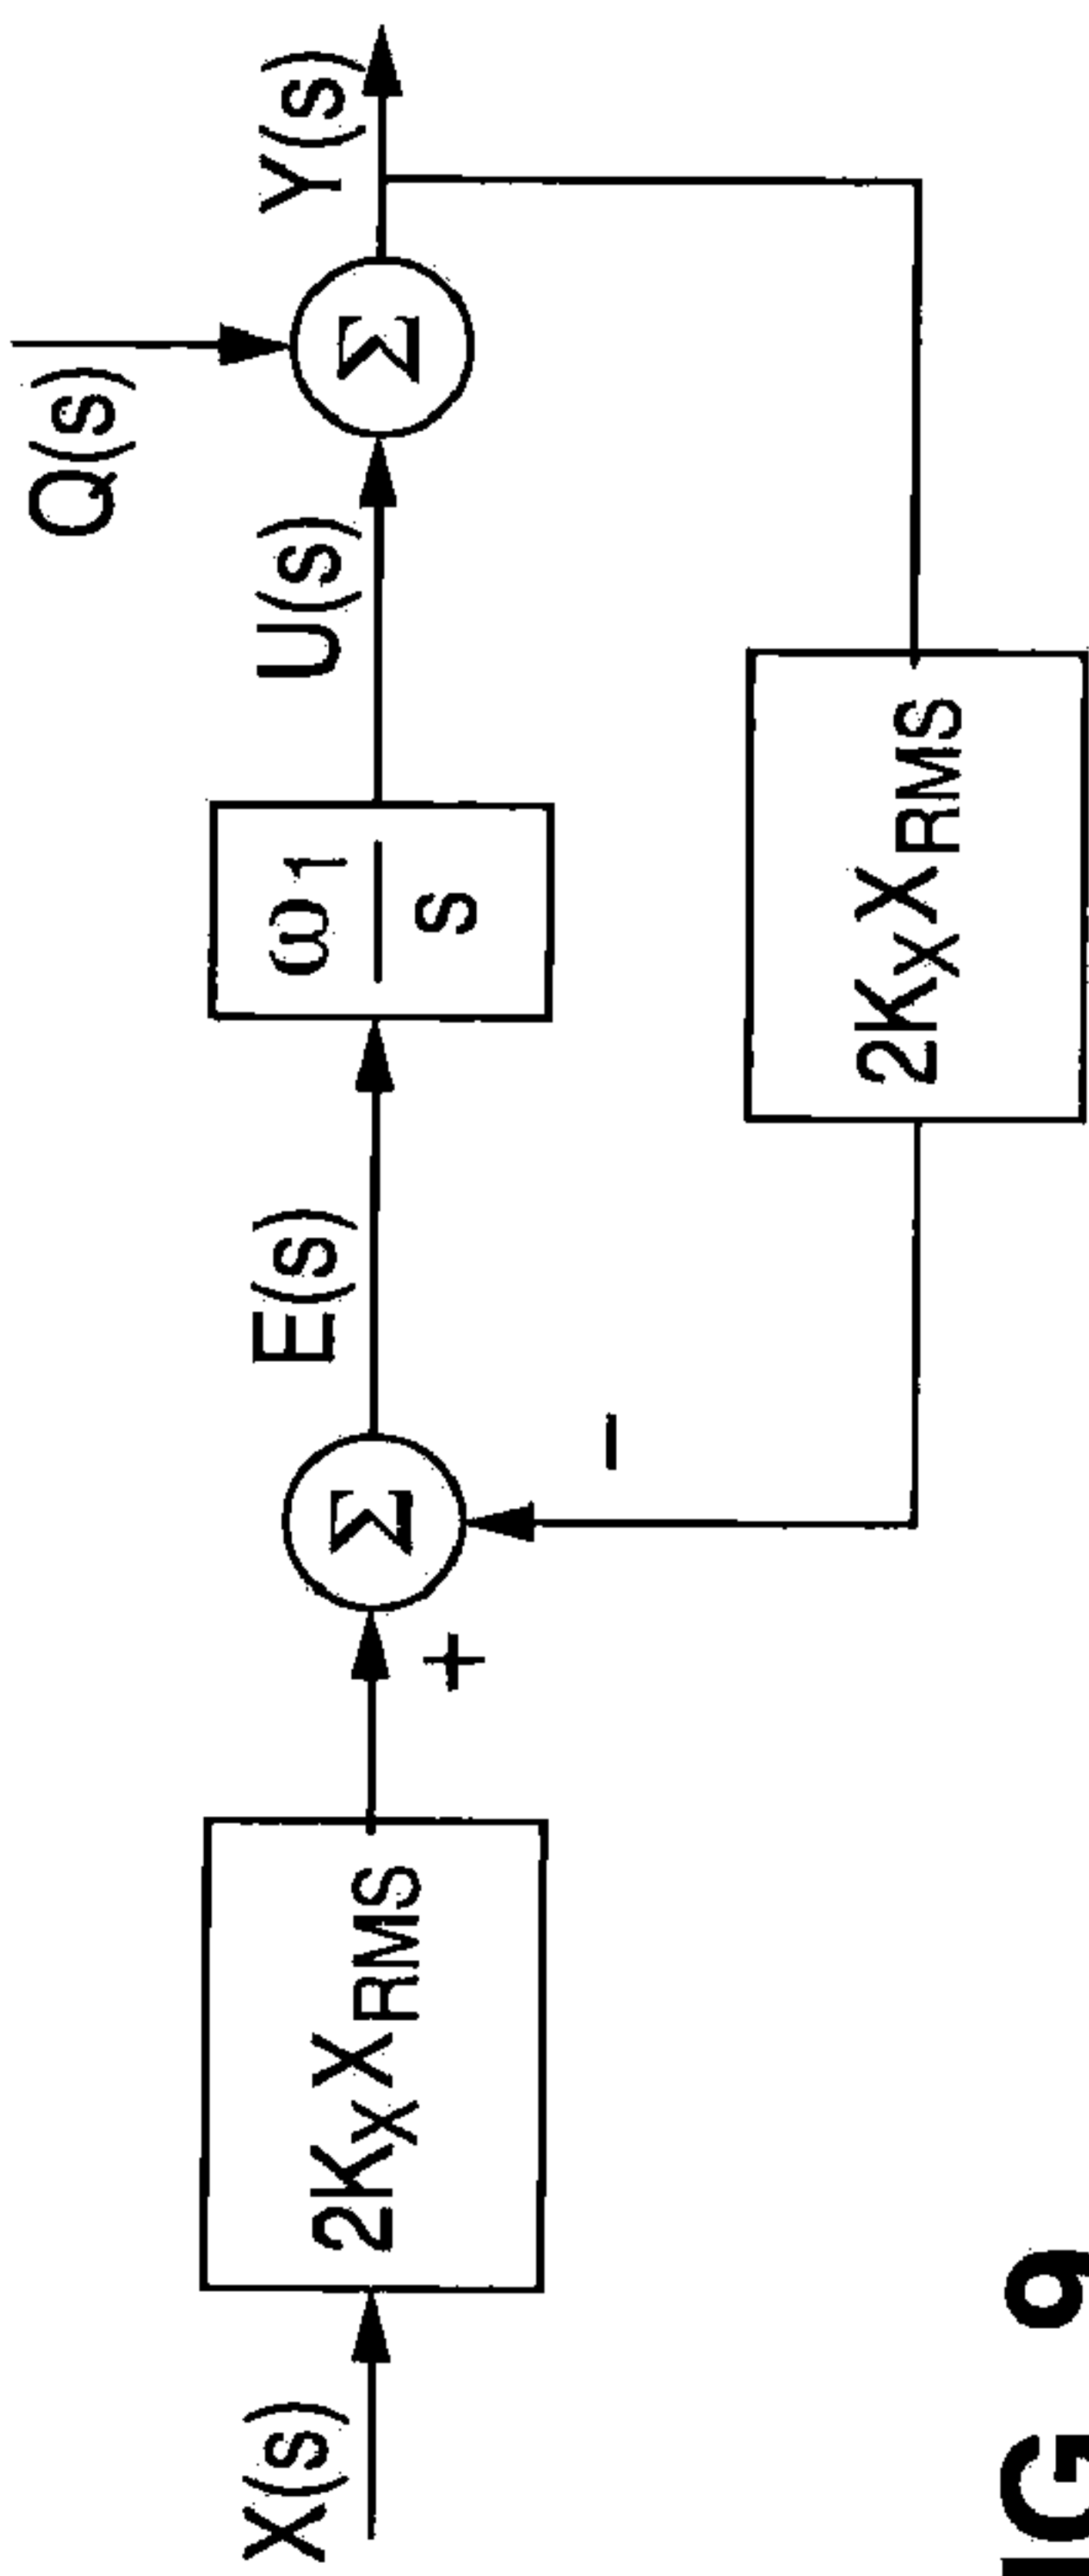 X(s)
2KxXRMS
+
Σ
−
E(s)
ω1
s
U(s)
Q(s)
Σ
Y(s)
2KxXRMS